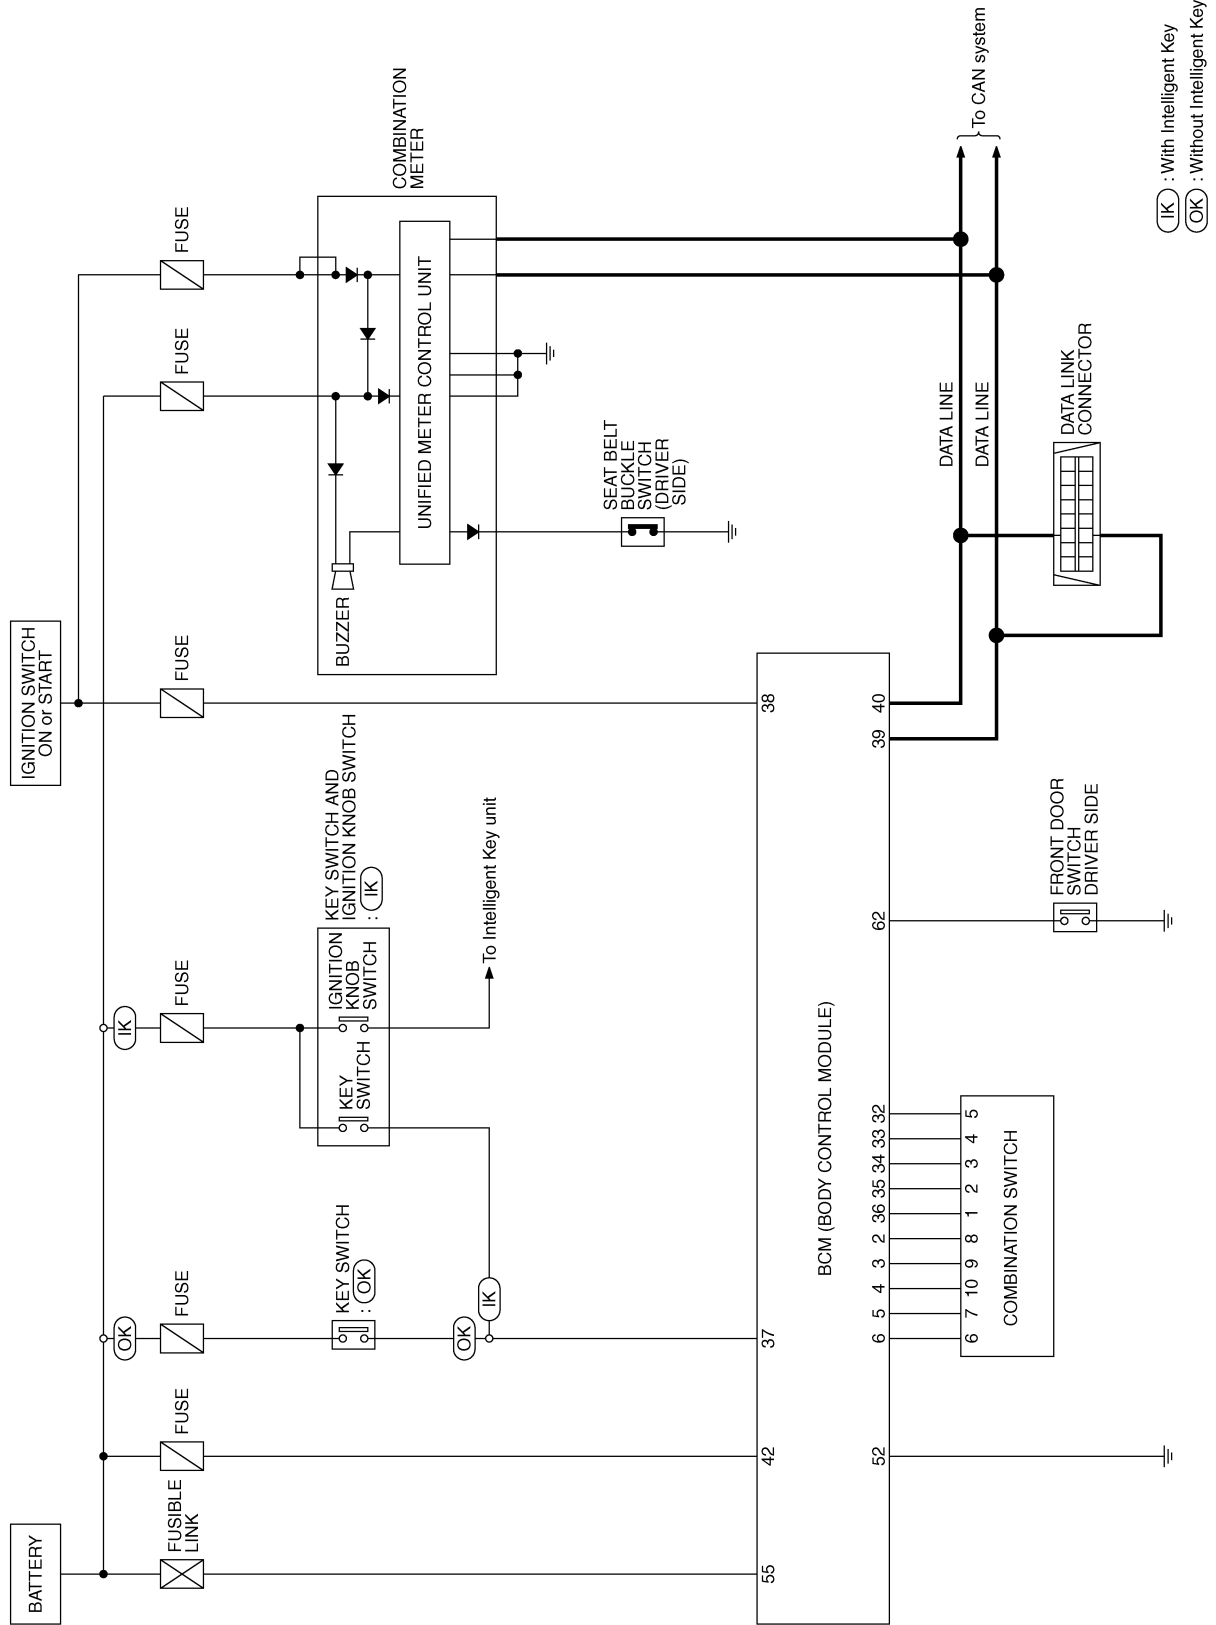 BATTERY
IGNITION SWITCH
ON or START
FUSIBLE
LINK
FUSE
FUSE
FUSE
FUSE
FUSE
FUSE
OK
IK
KEY SWITCH
: OK
OK
IK
KEY SWITCH AND
IGNITION KNOB SWITCH
: IK
KEY
SWITCH
IGNITION
KNOB
SWITCH
To Intelligent Key unit
COMBINATION
METER
BUZZER
UNIFIED METER CONTROL UNIT
SEAT BELT
BUCKLE
SWITCH
(DRIVER
SIDE)
55
42
37
38
BCM (BODY CONTROL MODULE)
52
6
5
4
3
2
36
35
34
33
32
62
39
40
6
7
10
9
8
1
2
3
4
5
COMBINATION SWITCH
FRONT DOOR
SWITCH
DRIVER SIDE
DATA LINE
DATA LINE
DATA LINK
CONNECTOR
To CAN system
IK : With Intelligent Key
OK : Without Intelligent Key